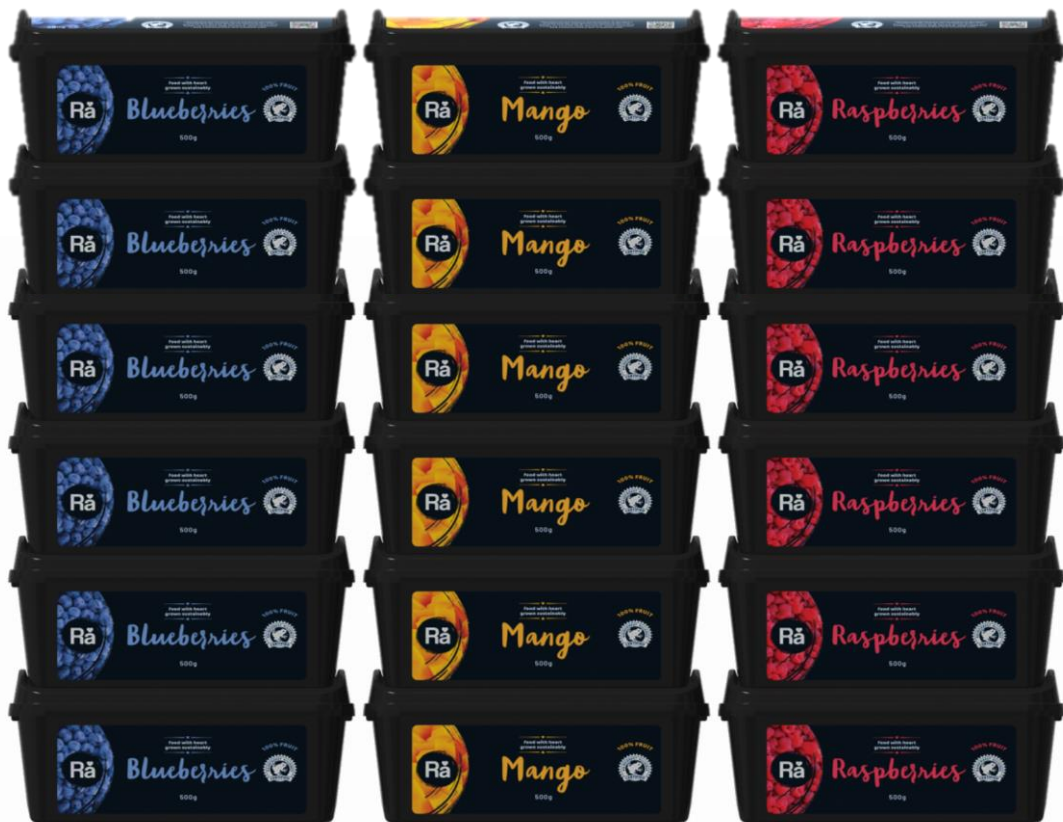 food with heart
grown sustainably
100% FRUIT
Rå
Blueberries
500g
food with heart
grown sustainably
100% FRUIT
Rå
Mango
500g
food with heart
grown sustainably
100% FRUIT
Rå
Raspberries
500g
food with heart
grown sustainably
100% FRUIT
Rå
Blueberries
500g
food with heart
grown sustainably
100% FRUIT
Rå
Mango
500g
food with heart
grown sustainably
100% FRUIT
Rå
Raspberries
500g
food with heart
grown sustainably
100% FRUIT
Rå
Blueberries
500g
food with heart
grown sustainably
100% FRUIT
Rå
Mango
500g
food with heart
grown sustainably
100% FRUIT
Rå
Raspberries
500g
food with heart
grown sustainably
100% FRUIT
Rå
Blueberries
500g
food with heart
grown sustainably
100% FRUIT
Rå
Mango
500g
food with heart
grown sustainably
100% FRUIT
Rå
Raspberries
500g
food with heart
grown sustainably
100% FRUIT
Rå
Blueberries
500g
food with heart
grown sustainably
100% FRUIT
Rå
Mango
500g
food with heart
grown sustainably
100% FRUIT
Rå
Raspberries
500g
food with heart
grown sustainably
100% FRUIT
Rå
Blueberries
500g
food with heart
grown sustainably
100% FRUIT
Rå
Mango
500g
food with heart
grown sustainably
100% FRUIT
Rå
Raspberries
500g